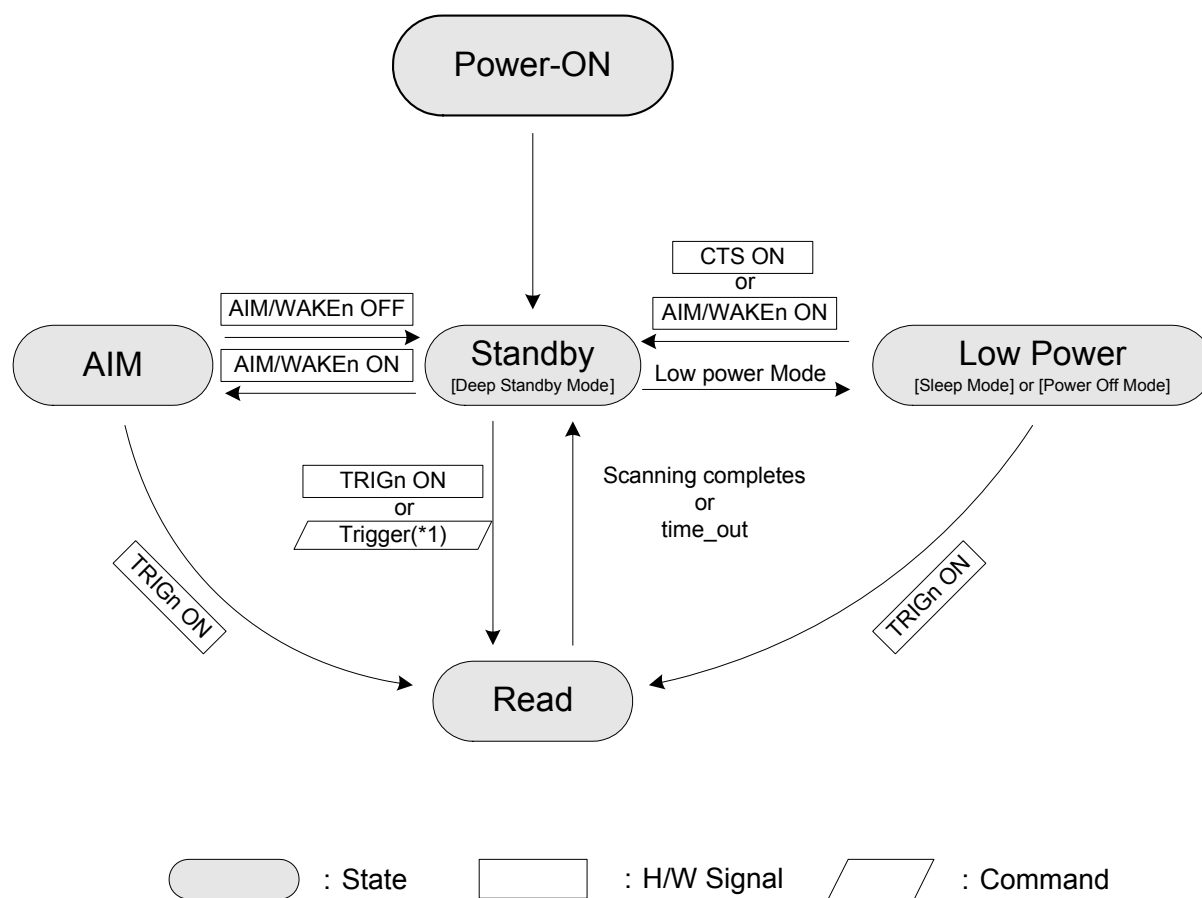 Power-ON
CTS ON
or
AIM/WAKEn ON
AIM/WAKEn OFF
AIM/WAKEn ON
AIM
Standby
[Deep Standby Mode]
Low power Mode
Low Power
[Sleep Mode] or [Power Off Mode]
TRIGn ON
or
Trigger(*1)
Scanning completes
or
time_out
TRIGn ON
TRIGn ON
Read
: State
: H/W Signal
: Command